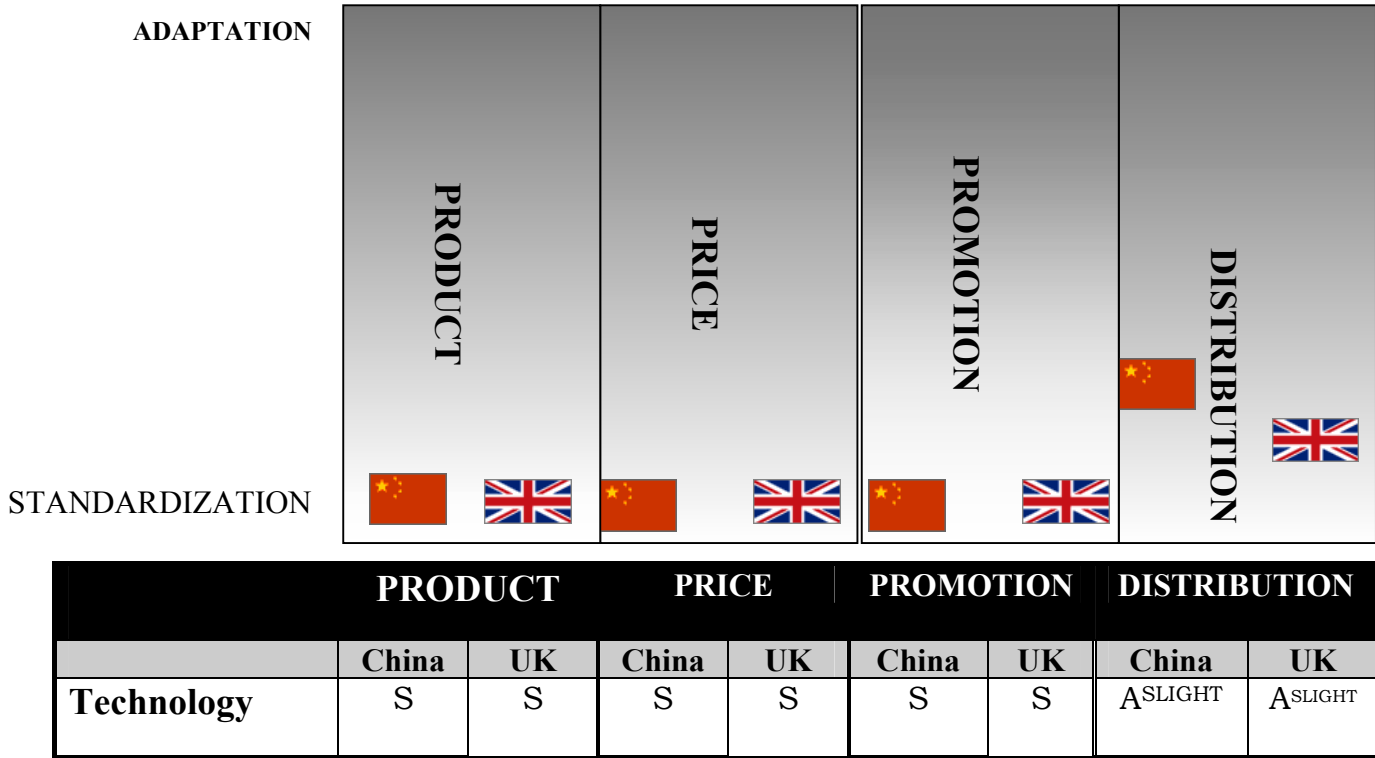 ADAPTATION
PRODUCT
PRICE
PROMOTION
DISTRIBUTION
STANDARDIZATION
PRODUCT PRICE PROMOTION DISTRIBUTION
China UK China UK China UK China UK
Technology S S S S S S ASLIGHT ASLIGHT